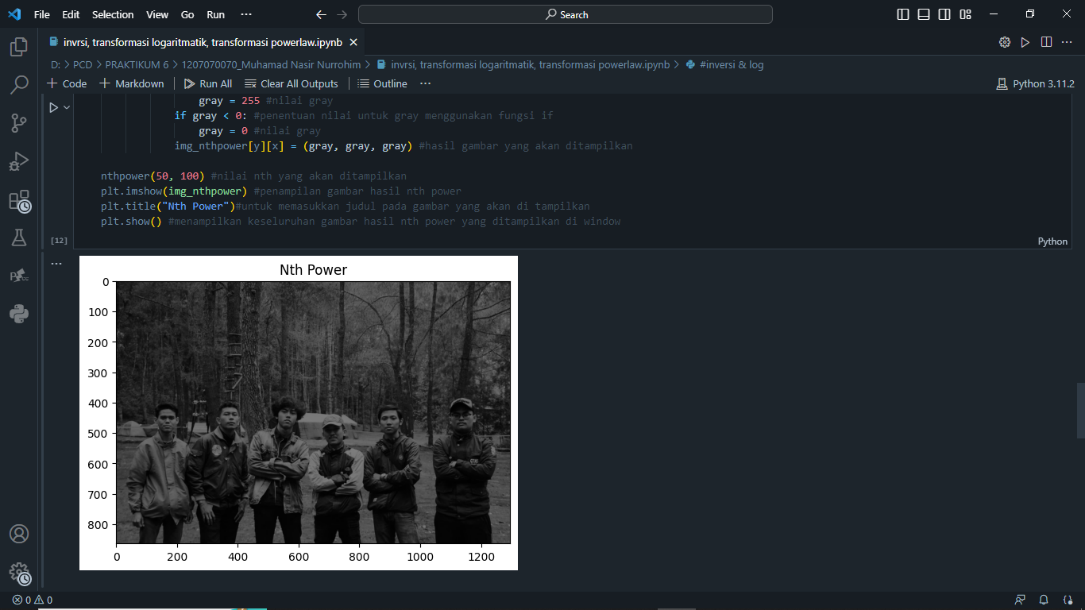 File Edit Selection View Go Run ··· Search
invrsi, transformasi logaritmatik, transformasi powerlaw.ipynb
D: > PCD > PRAKTIKUM 6 > 1207070070_Muhamad Nasir Nurrohim > invrsi, transformasi logaritmatik, transformasi powerlaw.ipynb > #inversi & log
+ Code + Markdown Run All Clear All Outputs Outline ··· Python 3.11.2
gray = 255 #nilai gray
if gray < 0: #penentuan nilai untuk gray menggunakan fungsi if
gray = 0 #nilai gray
img_nthpower[y][x] = (gray, gray, gray) #hasil gambar yang akan ditampilkan
nthpower(50, 100) #nilai nth yang akan ditampilkan
plt.imshow(img_nthpower) #penampilan gambar hasil nth power
plt.title("Nth Power")#untuk memasukkan judul pada gambar yang akan di tampilkan
plt.show() #menampilkan keseluruhan gambar hasil nth power yang ditampilkan di window
[12]
Python
···
Nth Power
0
100
200
300
400
500
600
700
800
0 200 400 600 800 1000 1200
0 0